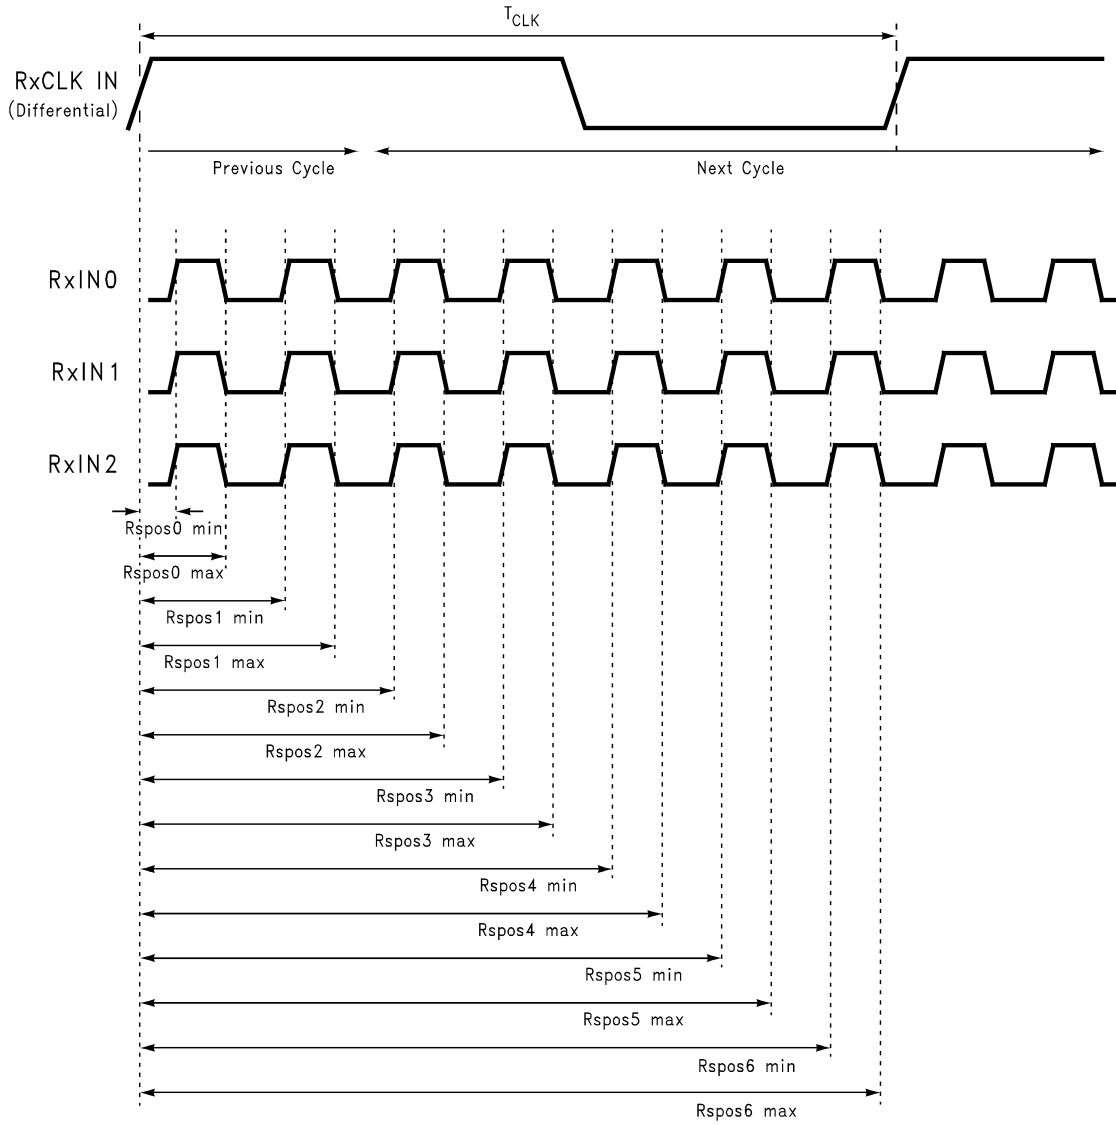 TCLK
RxCLK IN
(Differential)
Previous Cycle
Next Cycle
RxIN0
RxIN1
RxIN2
Rspos0 min
Rspos0 max
Rspos1 min
Rspos1 max
Rspos2 min
Rspos2 max
Rspos3 min
Rspos3 max
Rspos4 min
Rspos4 max
Rspos5 min
Rspos5 max
Rspos6 min
Rspos6 max